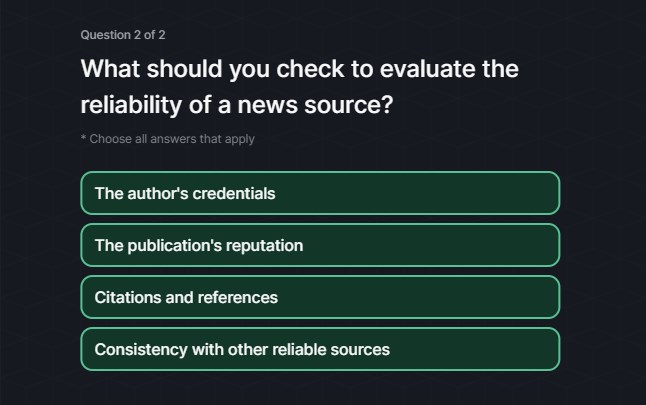 Question 2 of 2
What should you check to evaluate the
reliability of a news source?
* Choose all answers that apply
The author's credentials
The publication's reputation
Citations and references
Consistency with other reliable sources